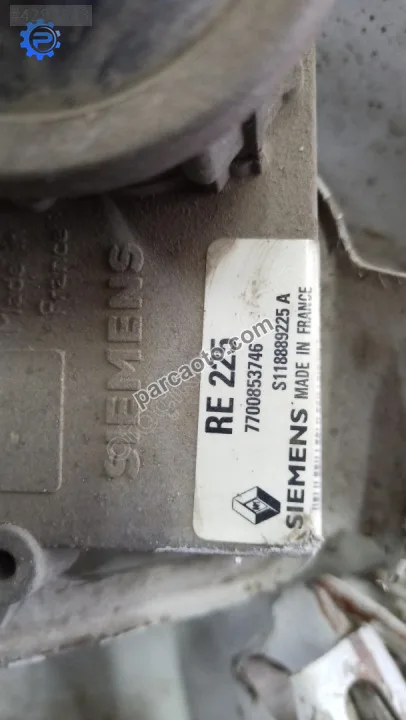 RE 225
7700853746
S118889225 A
SIEMENS MADE IN FRANCE
SIEMENS
Made in
France
parcaoto.com